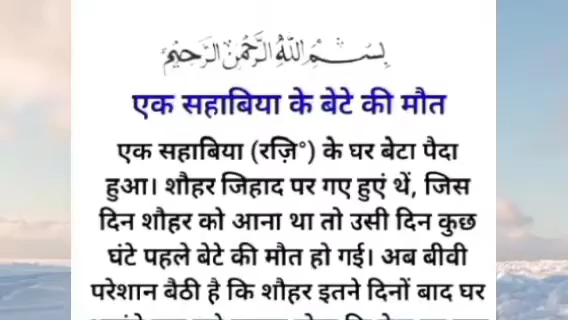 بِسْمِ اللّٰهِ الرَّحْمٰنِ الرَّحِيْمِ
एक सहाबिया के बेटे की मौत
एक सहाबिया (रज़ि°) के घर बेटा पैदा
हुआ। शौहर जिहाद पर गए हुएं थें, जिस
दिन शौहर को आना था तो उसी दिन कुछ
घंटे पहले बेटे की मौत हो गई। अब बीवी
परेशान बैठी है कि शौहर इतने दिनों बाद घर